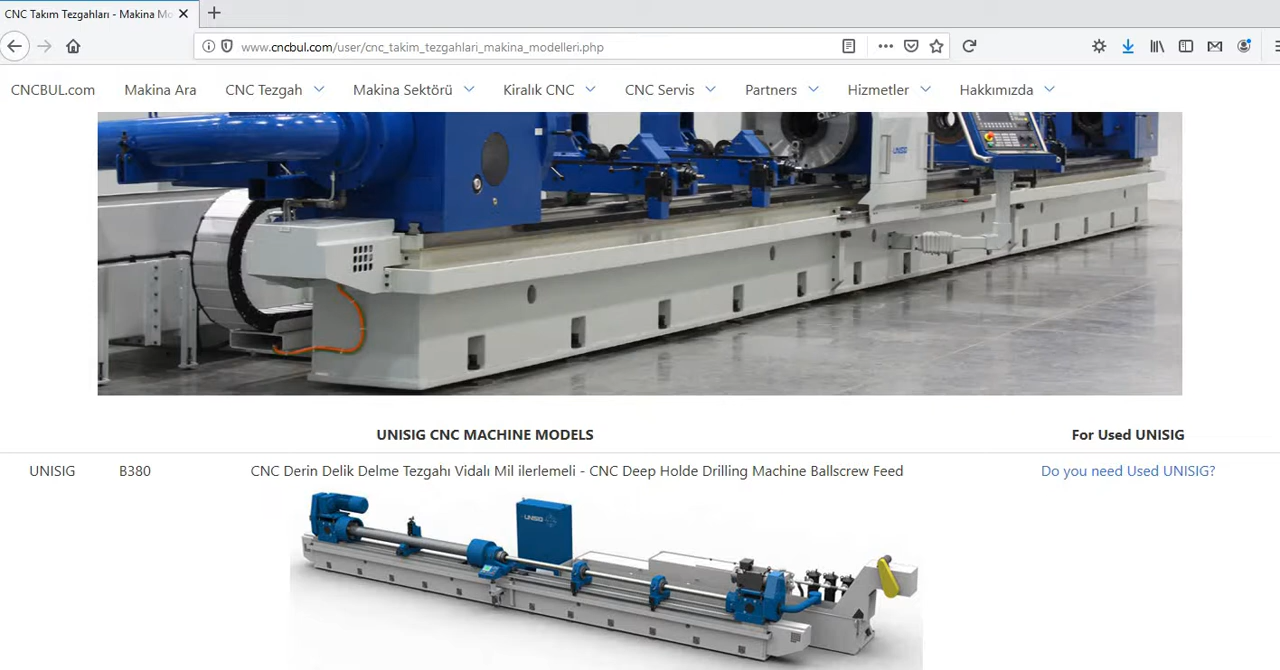 CNC Takım Tezgahları - Makina Mo
www.cncbul.com/user/cnc_takim_tezgahlari_makina_modelleri.php
CNCBUL.com Makina Ara CNC Tezgah Makina Sektörü Kiralık CNC CNC Servis Partners Hizmetler Hakkımızda
UNISIG
UNISIG CNC MACHINE MODELS For Used UNISIG
UNISIG B380 CNC Derin Delik Delme Tezgahı Vidalı Mil ilerlemeli - CNC Deep Holde Drilling Machine Ballscrew Feed Do you need Used UNISIG?
UNISIG